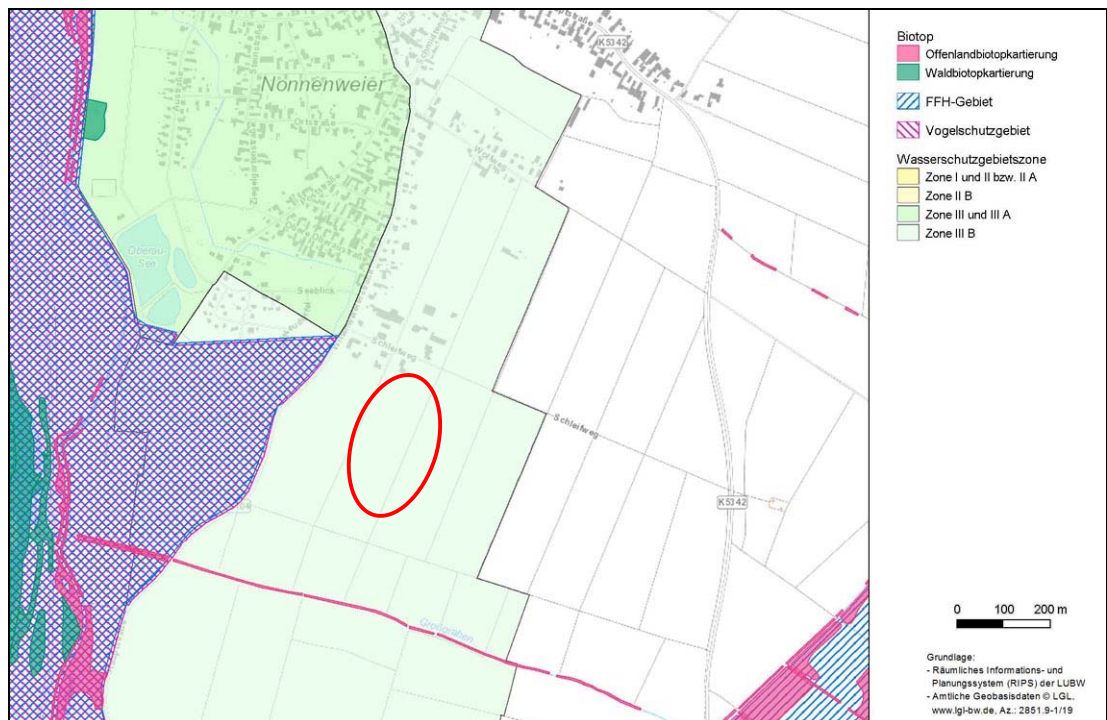 K5342
Nonnenweier
Ortsstraße
Ziegelgartenstraße
Oberau-
See
Seeblick
Schleifweg
Schleifweg
K5342
Großgraben
Biotop
Offenlandbiotopkartierung
Waldbiotopkartierung
FFH-Gebiet
Vogelschutzgebiet
Wasserschutzgebietszone
Zone I und II bzw. II A
Zone II B
Zone III und III A
Zone III B
0 100 200 m
Grundlage:
- Räumliches Informations- und
Planungssystem (RIPS) der LUBW
- Amtliche Geobasisdaten © LGL,
www.lgl-bw.de, Az.: 2851.9-1/19